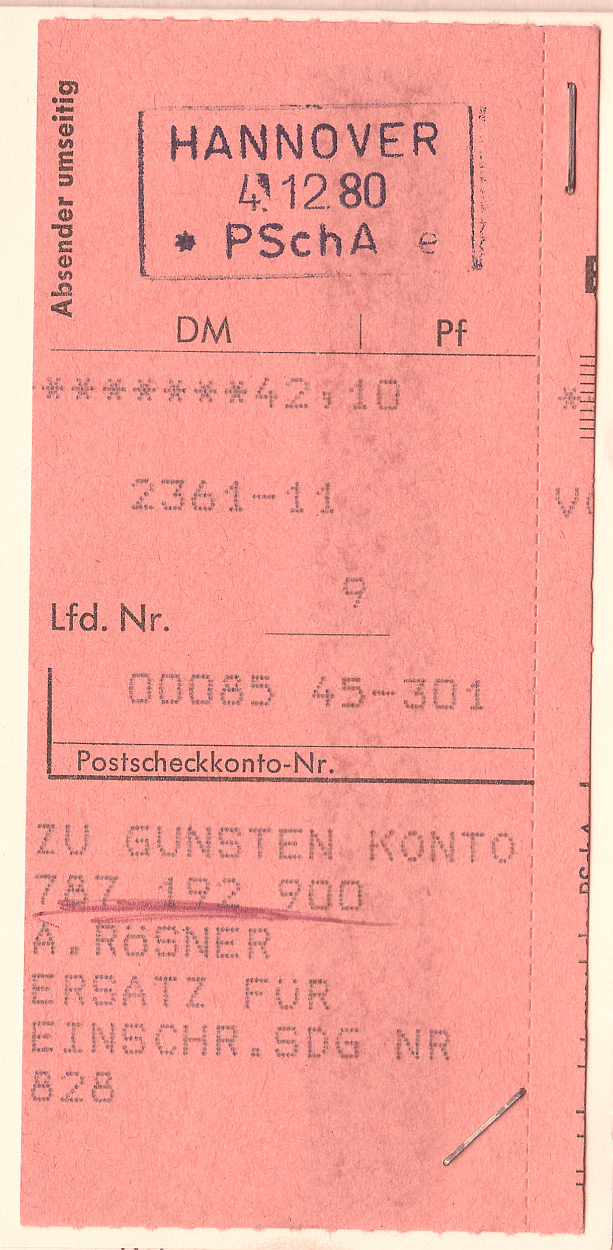 Absender umseitig
HANNOVER
4.12.80
* PSchA e
DM Pf
*******42,10
2361-11
9
Lfd. Nr.
00085 45-301
Postscheckkonto-Nr.
ZU GUNSTEN KONTO
787 192 900
A.RöSNER
ERSATZ FüR
EINSCHR.SDG NR
828